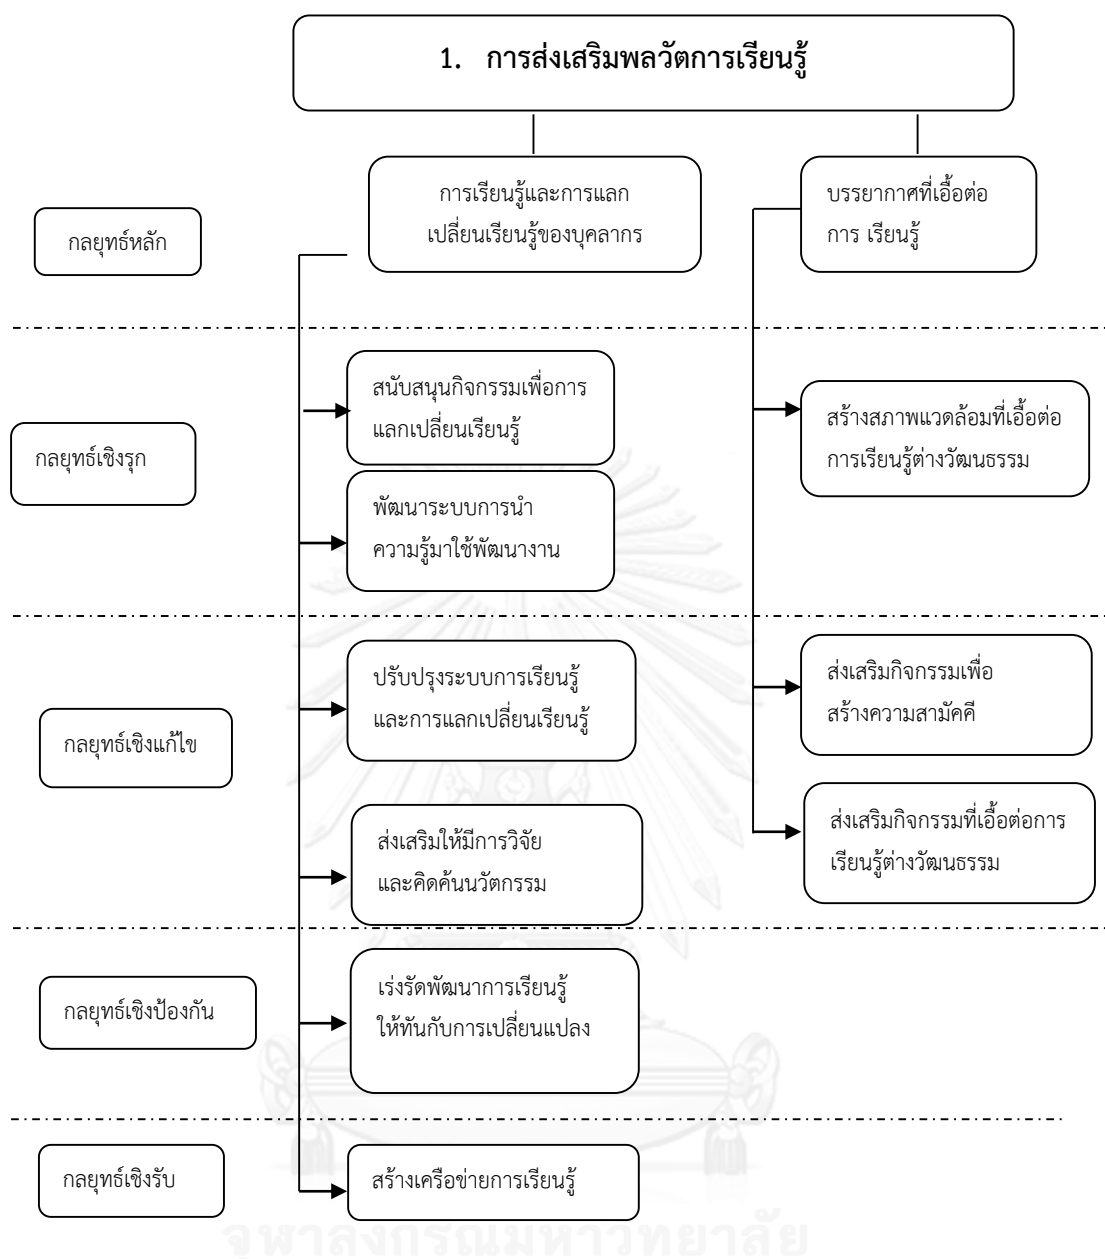 1. การส่งเสริมพลวัตการเรียนรู้
การเรียนรู้และการแลก
เปลี่ยนเรียนรู้ของบุคลากร
บรรยากาศที่เอื้อต่อ
การ เรียนรู้
กลยุทธ์หลัก
สนับสนุนกิจกรรมเพื่อการ
แลกเปลี่ยนเรียนรู้
สร้างสภาพแวดล้อมที่เอื้อต่อ
การเรียนรู้ต่างวัฒนธรรม
กลยุทธ์เชิงรุก
พัฒนาระบบการนำ
ความรู้มาใช้พัฒนางาน
ปรับปรุงระบบการเรียนรู้
และการแลกเปลี่ยนเรียนรู้
ส่งเสริมกิจกรรมเพื่อ
สร้างความสามัคคี
กลยุทธ์เชิงแก้ไข
ส่งเสริมให้มีการวิจัย
และคิดค้นนวัตกรรม
ส่งเสริมกิจกรรมที่เอื้อต่อการ
เรียนรู้ต่างวัฒนธรรม
กลยุทธ์เชิงป้องกัน
เร่งรัดพัฒนาการเรียนรู้
ให้ทันกับการเปลี่ยนแปลง
กลยุทธ์เชิงรับ
สร้างเครือข่ายการเรียนรู้
จุฬาลงกรณ์มหาวิทยาลัย